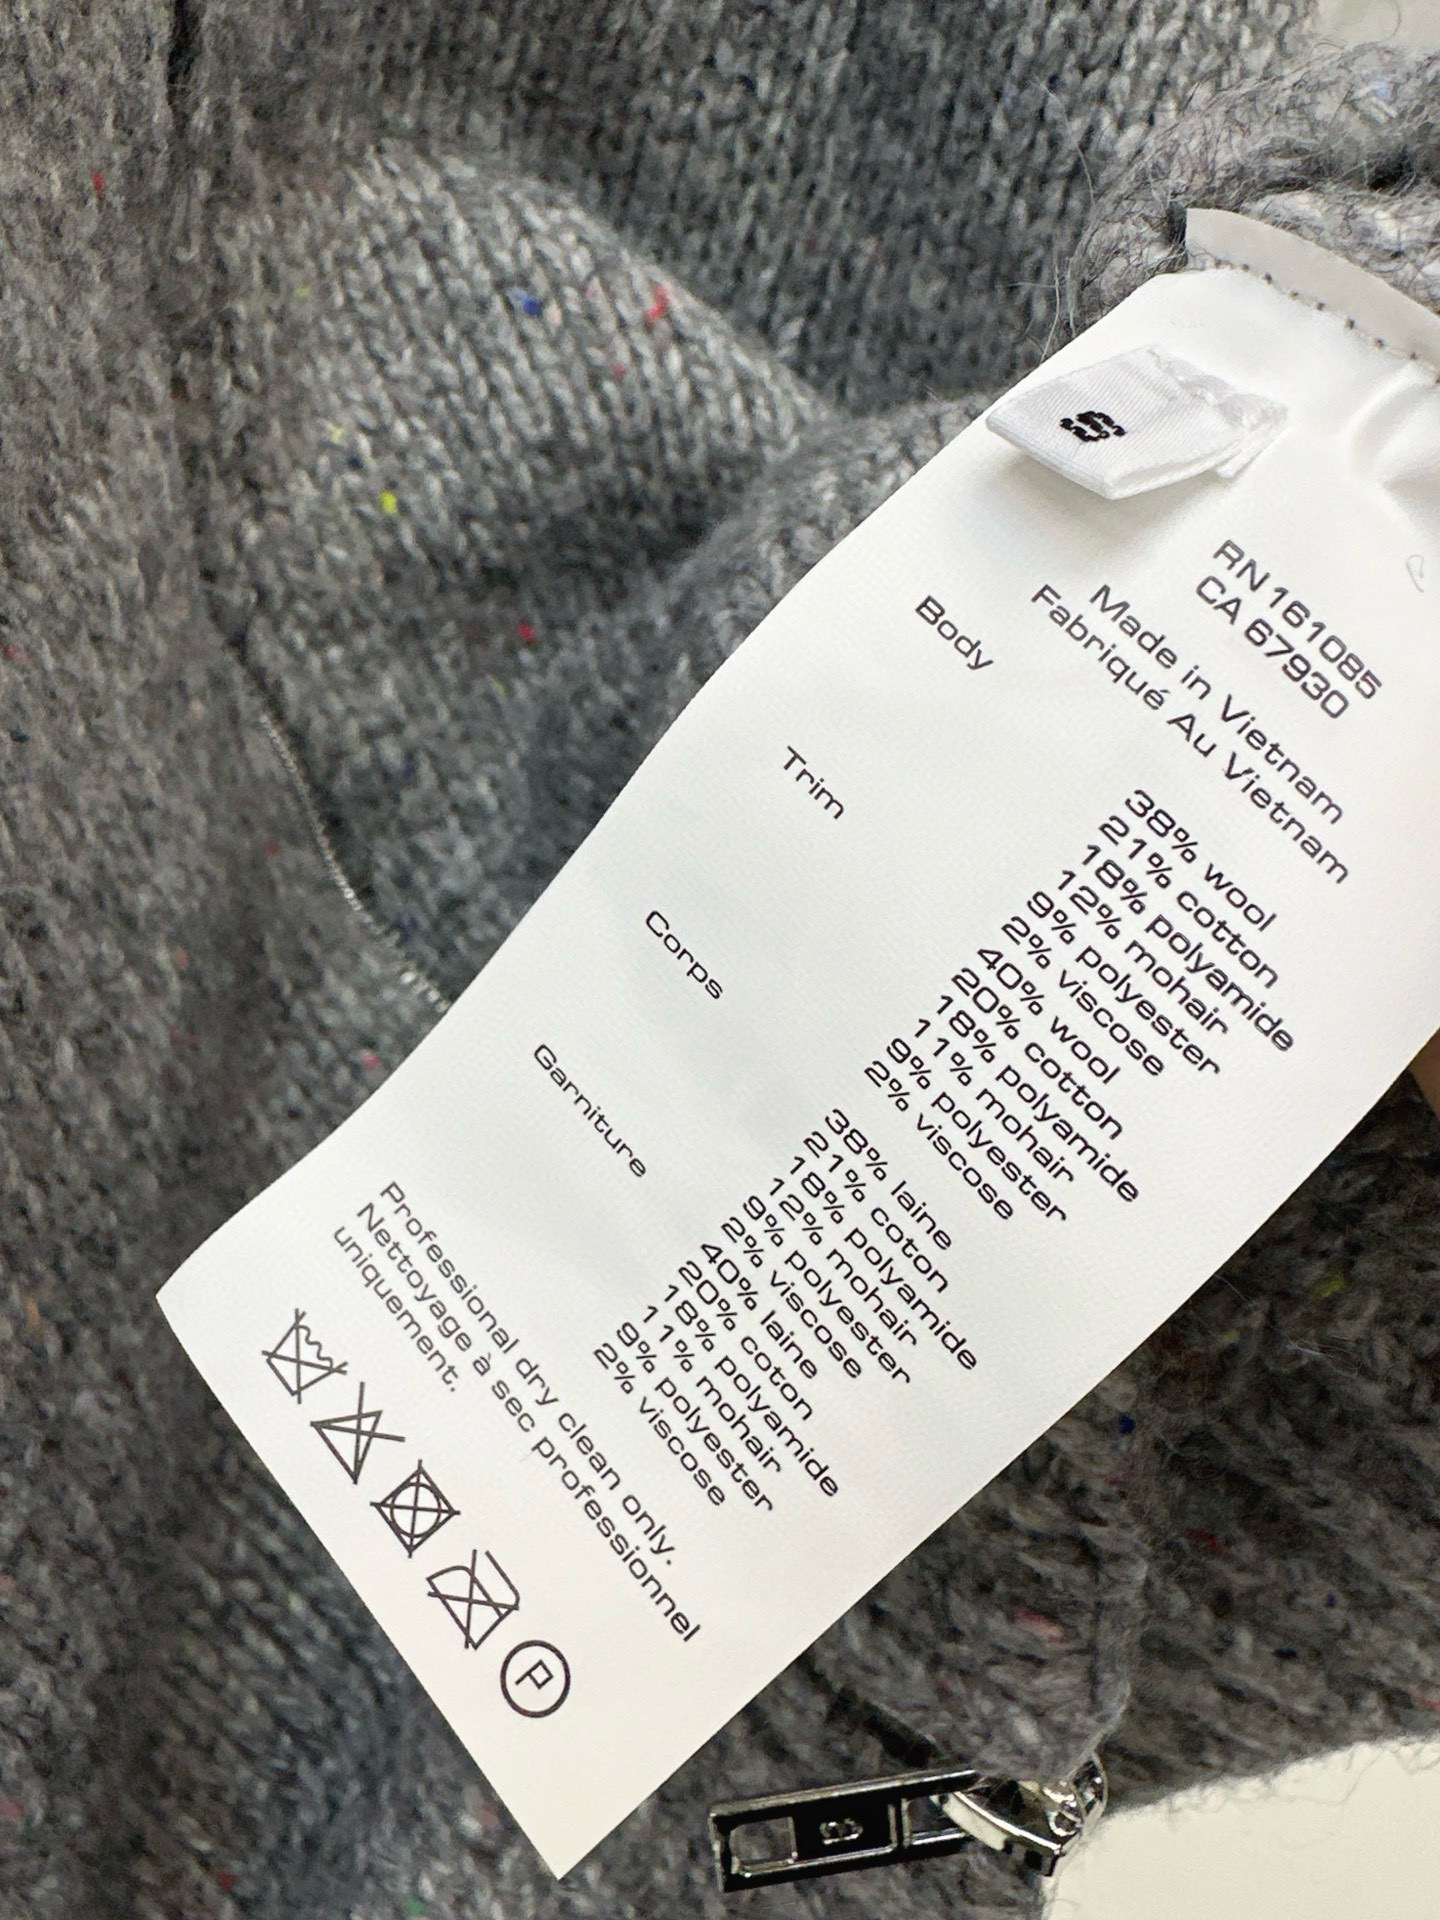 S
RN 161085
CA 67930
Made in Vietnam
Fabriqué Au Vietnam
Body 38% wool
21% cotton
18% polyamide
12% mohair
9% polyester
2% viscose
Trim 40% wool
20% cotton
18% polyamide
11% mohair
9% polyester
2% viscose
Corps 38% laine
21% coton
18% polyamide
12% mohair
9% polyester
2% viscose
Garniture 40% laine
20% coton
18% polyamide
11% mohair
9% polyester
2% viscose
Professional dry clean only.
Nettoyage à sec professionnel
uniquement.
P